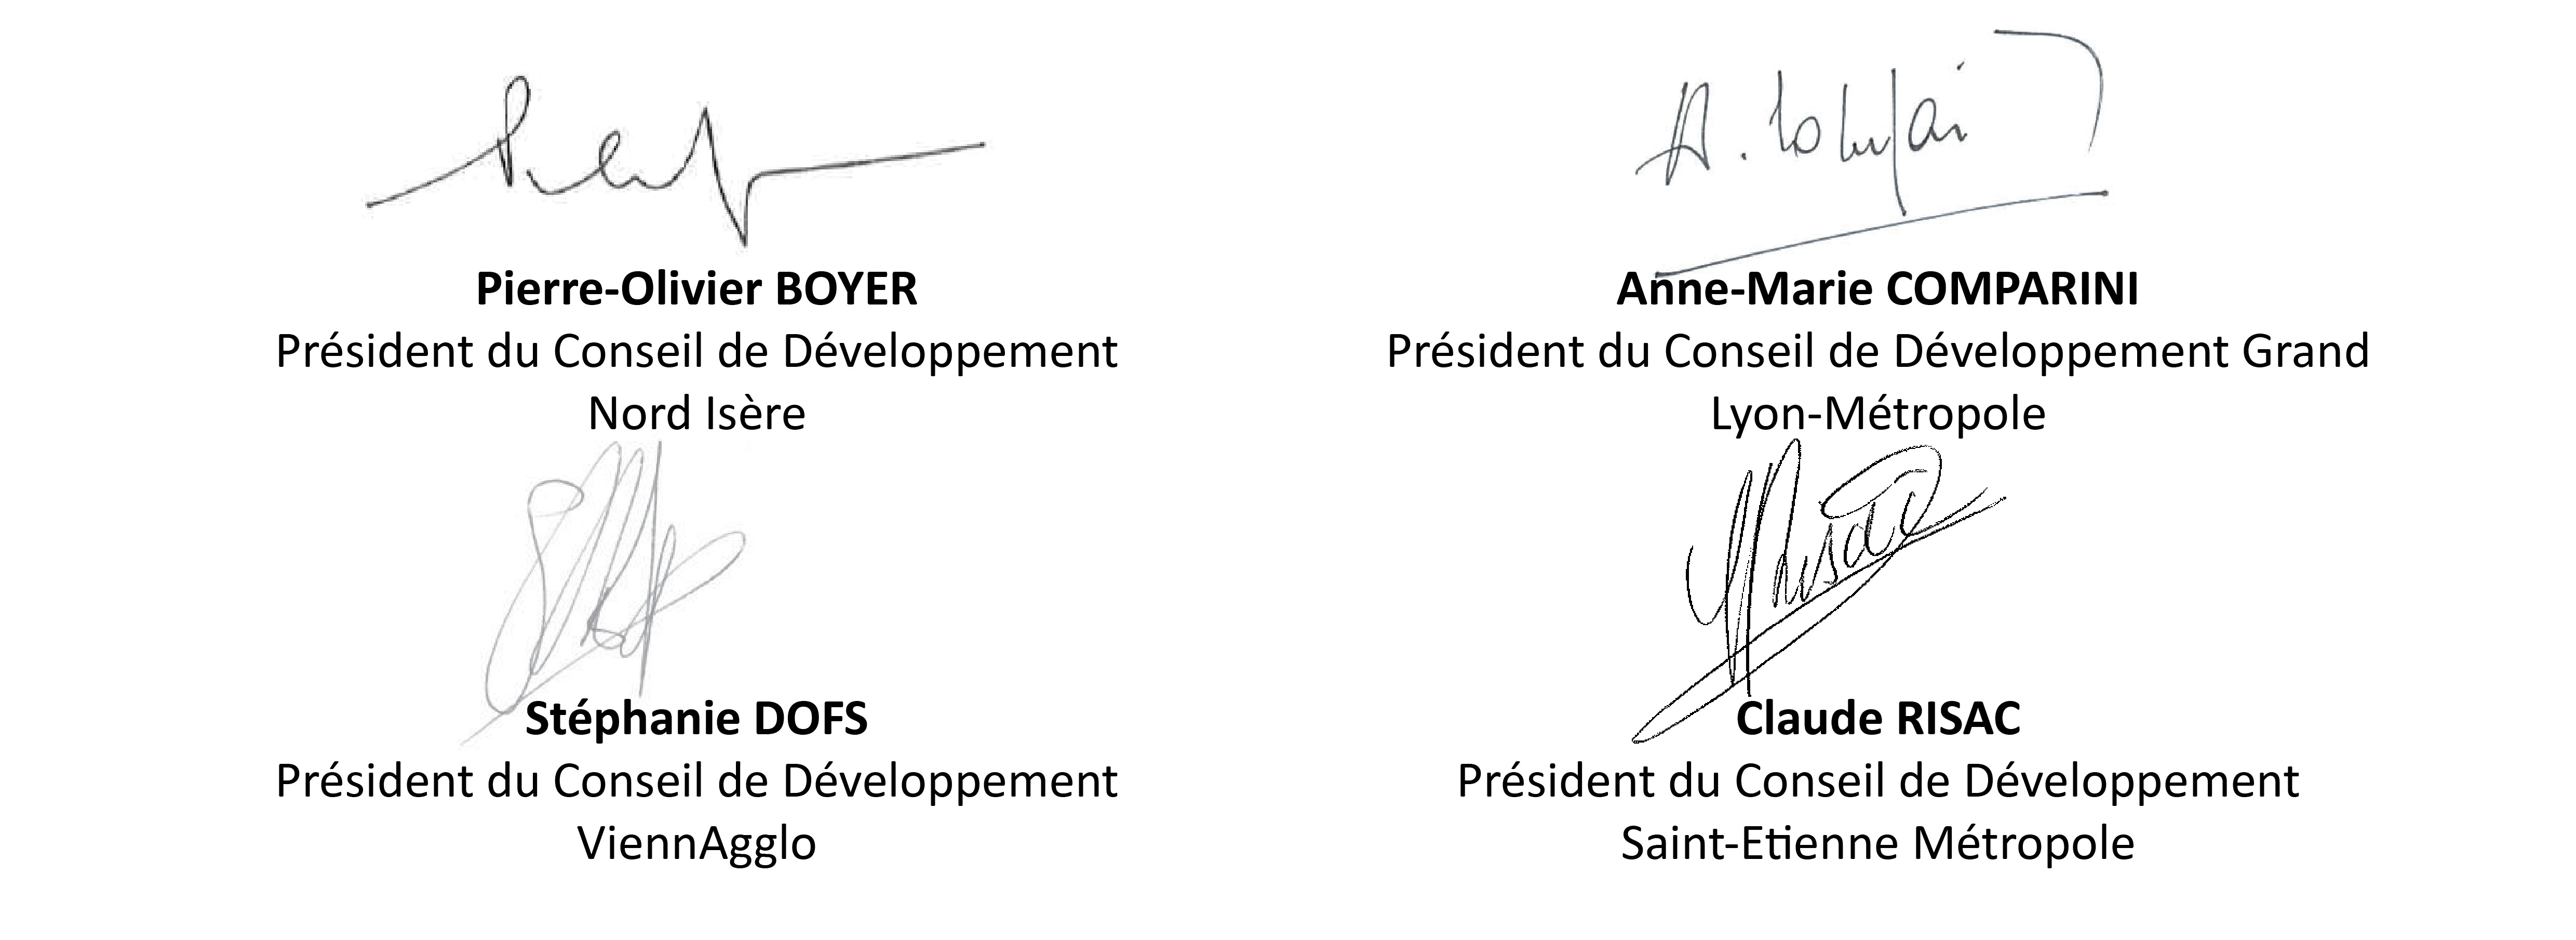 Pierre-Olivier BOYER
Président du Conseil de Développement
Nord Isère
Anne-Marie COMPARINI
Président du Conseil de Développement Grand
Lyon-Métropole
Stéphanie DOFS
Président du Conseil de Développement
ViennAgglo
Claude RISAC
Président du Conseil de Développement
Saint-Etienne Métropole